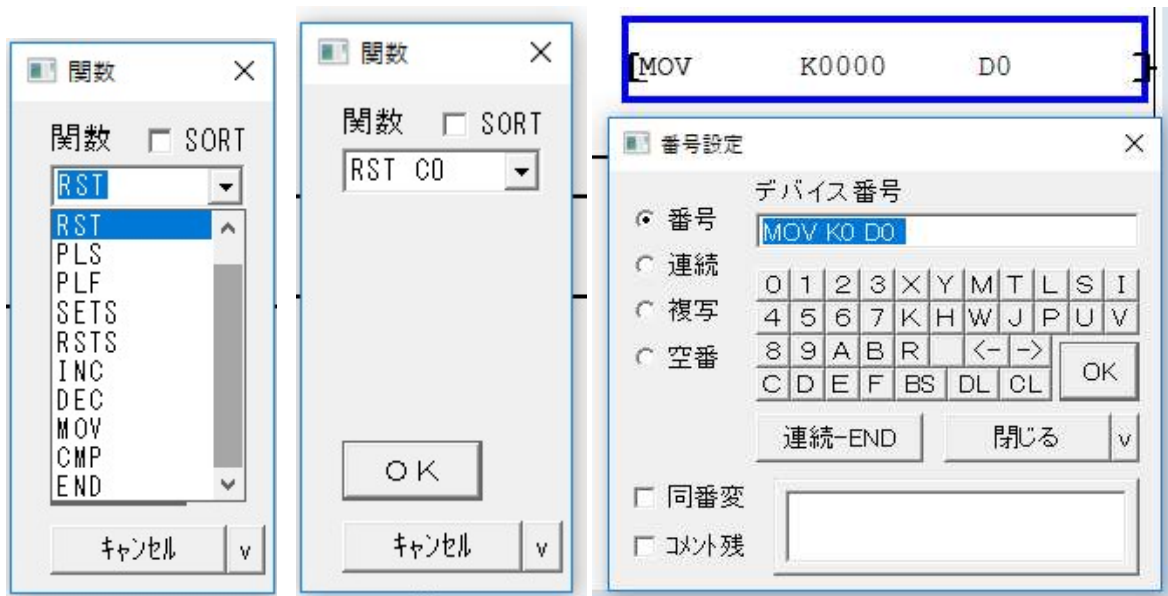 関数
関数 SORT
RST
RST
PLS
PLF
SETS
RSTS
INC
DEC
MOV
CMP
END
キャンセル v
関数
関数 SORT
RST C0
OK
キャンセル v
MOV K0000 D0
番号設定
デバイス番号
番号
MOV K0 D0
連続
複写
空番
0 1 2 3 X Y M T L S I
4 5 6 7 K H W J P U V
8 9 A B R <- ->
C D E F BS DL CL
OK
連続-END 閉じる v
同番変
コメント残